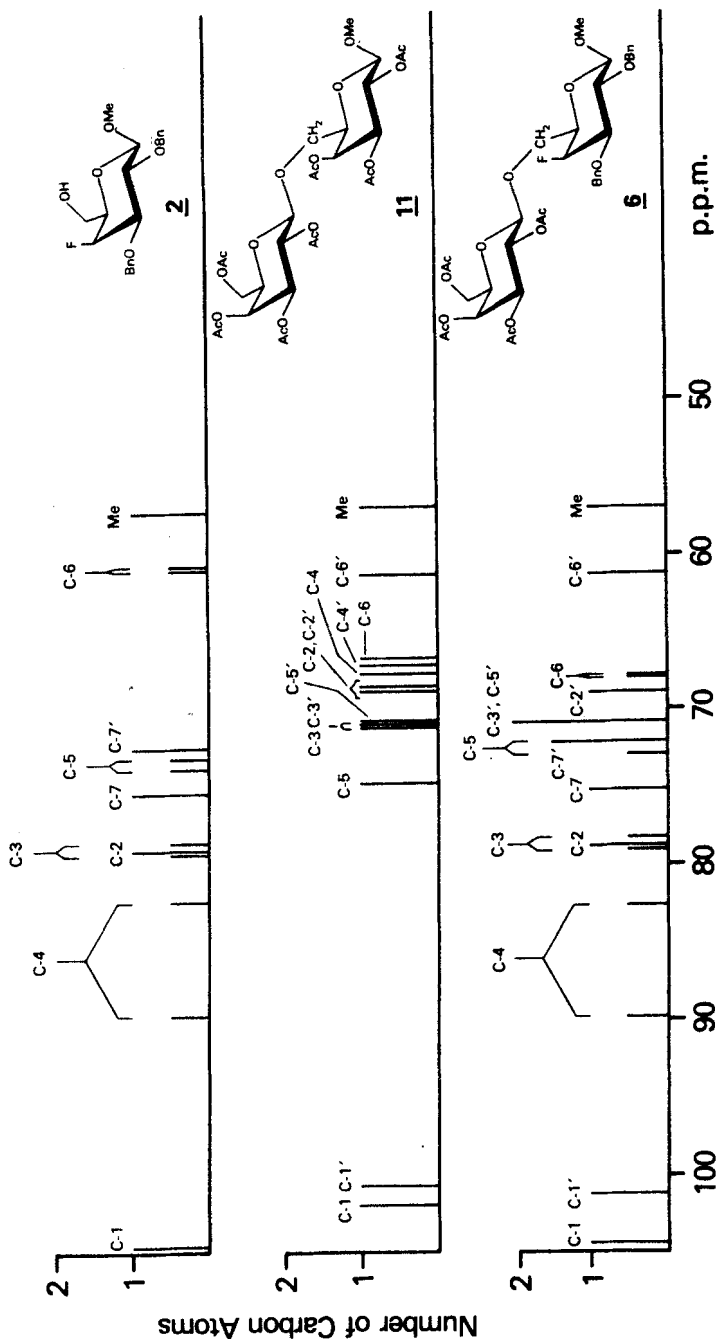 Number of Carbon Atoms
2
1
C-1
C-4
C-3
C-2
C-7
C-5
C-7′
C-6
Me
F
OH
O
OMe
BnO
OBn
2
2
1
C-1 C-1′
C-5
C-3 C-3′
C-5′
C-2, C-2′
C-4
C-4′
C-6
C-6′
Me
AcO
OAc
O
AcO
AcO
O
CH2
AcO
O
OMe
AcO
OAc
11
2
1
C-1 C-1′
C-4
C-3
C-2
C-7
C-5
C-7′
C-3′, C-5′
C-2′
C-6
C-6′
Me
AcO
OAc
O
AcO
OAc
O
CH2
F
O
OMe
BnO
OBn
6
100
90
80
70
60
50
p.p.m.